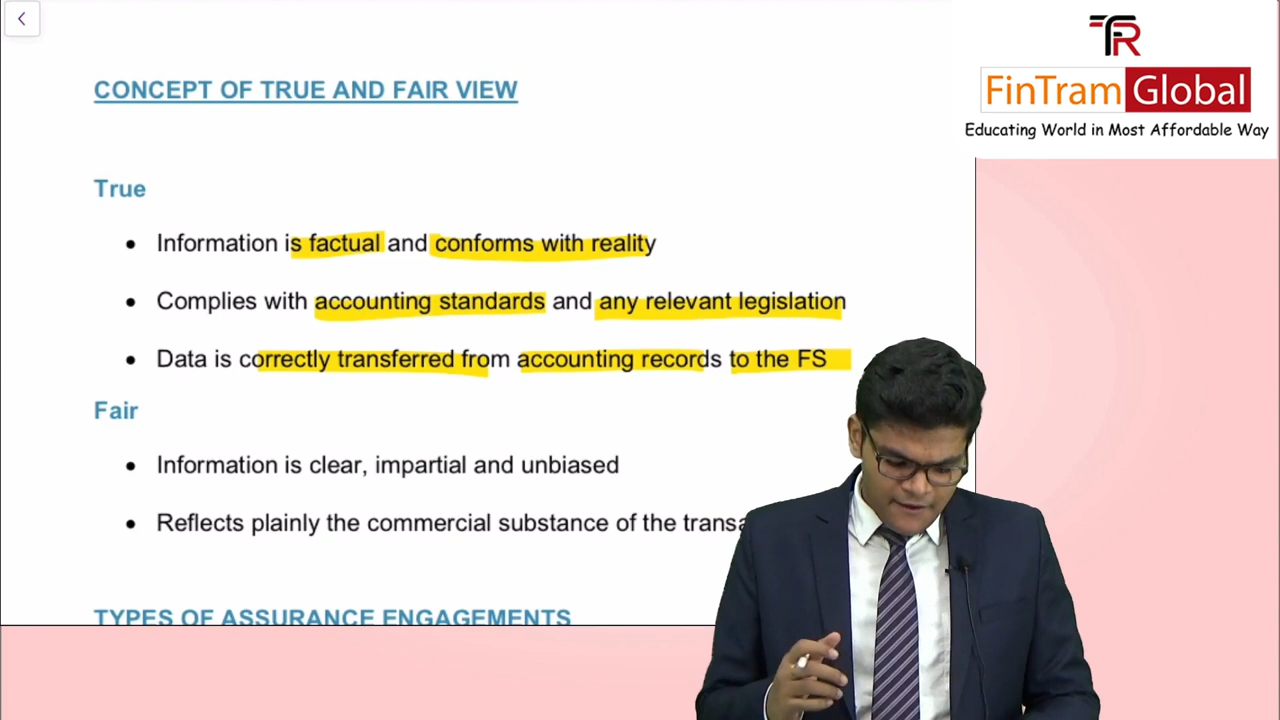 CONCEPT OF TRUE AND FAIR VIEW
True
• Information is factual and conforms with reality
• Complies with accounting standards and any relevant legislation
• Data is correctly transferred from accounting records to the FS
Fair
• Information is clear, impartial and unbiased
• Reflects plainly the commercial substance of the
TYPES OF ASSURANCE ENGAGEMENTS
TR
FinTram Global
Educating World in Most Affordable Way